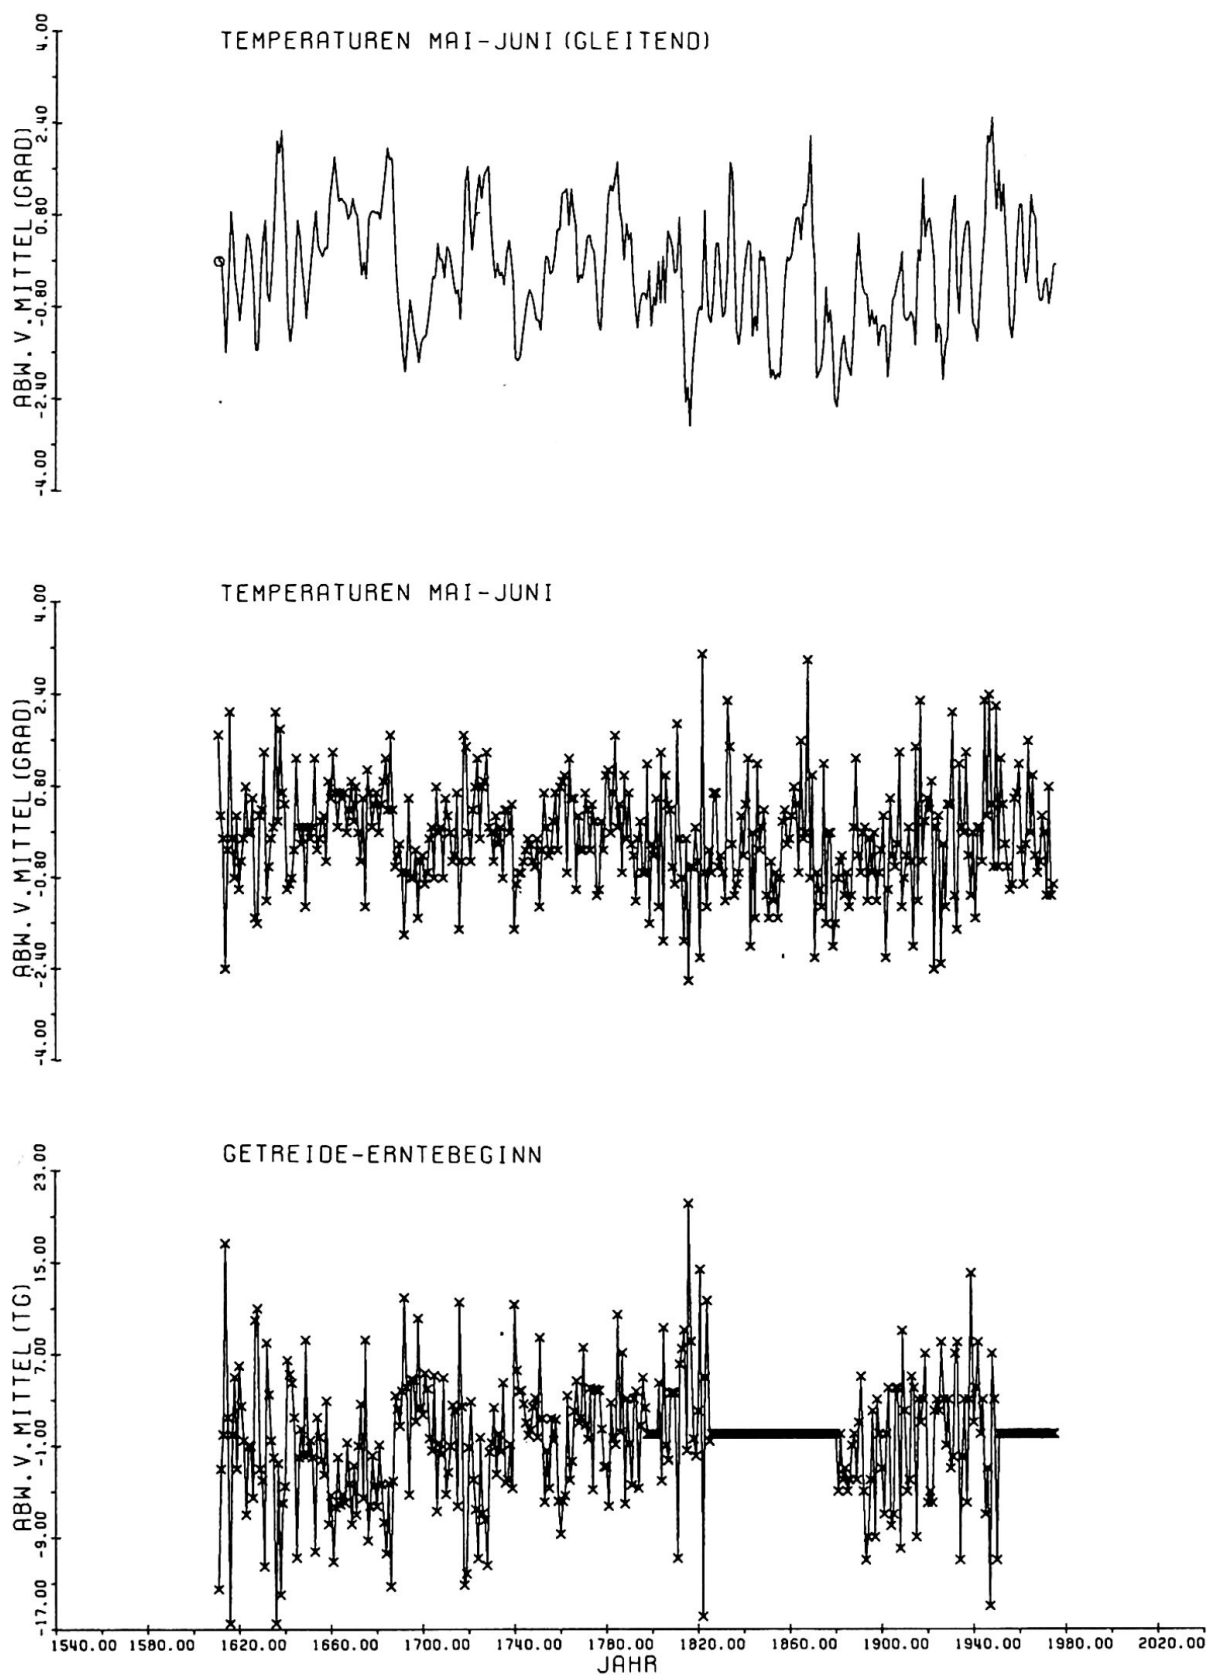 TEMPERATUREN MAI-JUNI (GLEITEND)
ABW. V. MITTEL (GRAD)
4.00
2.40
0.80
-0.80
-2.40
-4.00
TEMPERATUREN MAI-JUNI
ABW. V. MITTEL (GRAD)
4.00
2.40
0.80
-0.80
-2.40
-4.00
GETREIDE-ERNTEBEGINN
ABW. V. MITTEL (TG)
23.00
15.00
7.00
-1.00
-9.00
-17.00
1540.00 1580.00 1620.00 1660.00 1700.00 1740.00 1780.00 1820.00 1860.00 1900.00 1940.00 1980.00 2020.00
JAHR